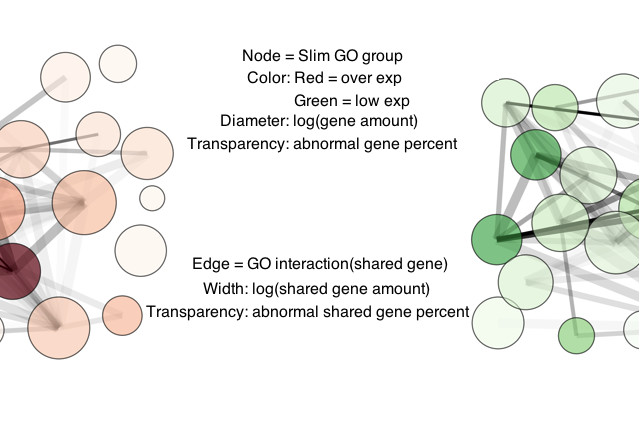 Node = Slim GO group
Color: Red = over exp
Green = low exp
Diameter: log(gene amount)
Transparency: abnormal gene percent
Edge = GO interaction(shared gene)
Width: log(shared gene amount)
Transparency: abnormal shared gene percent